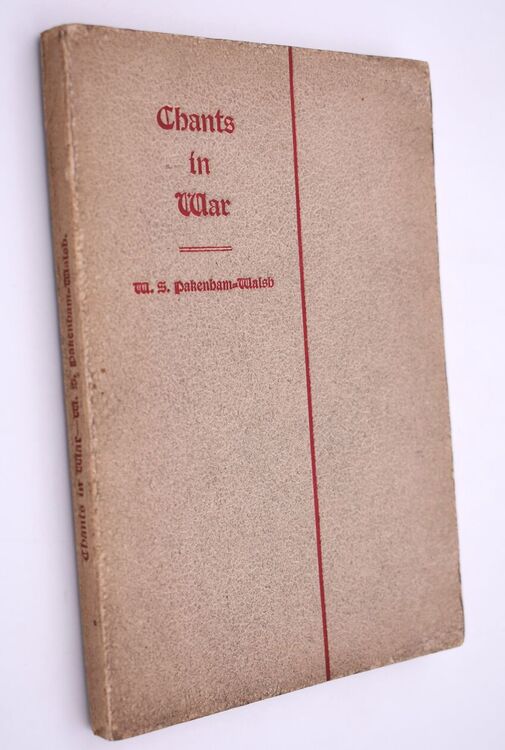 Chants
in
War
W. S. Pakenham=Walsh
Chants in War—W. S. Pakenham=Walsh.